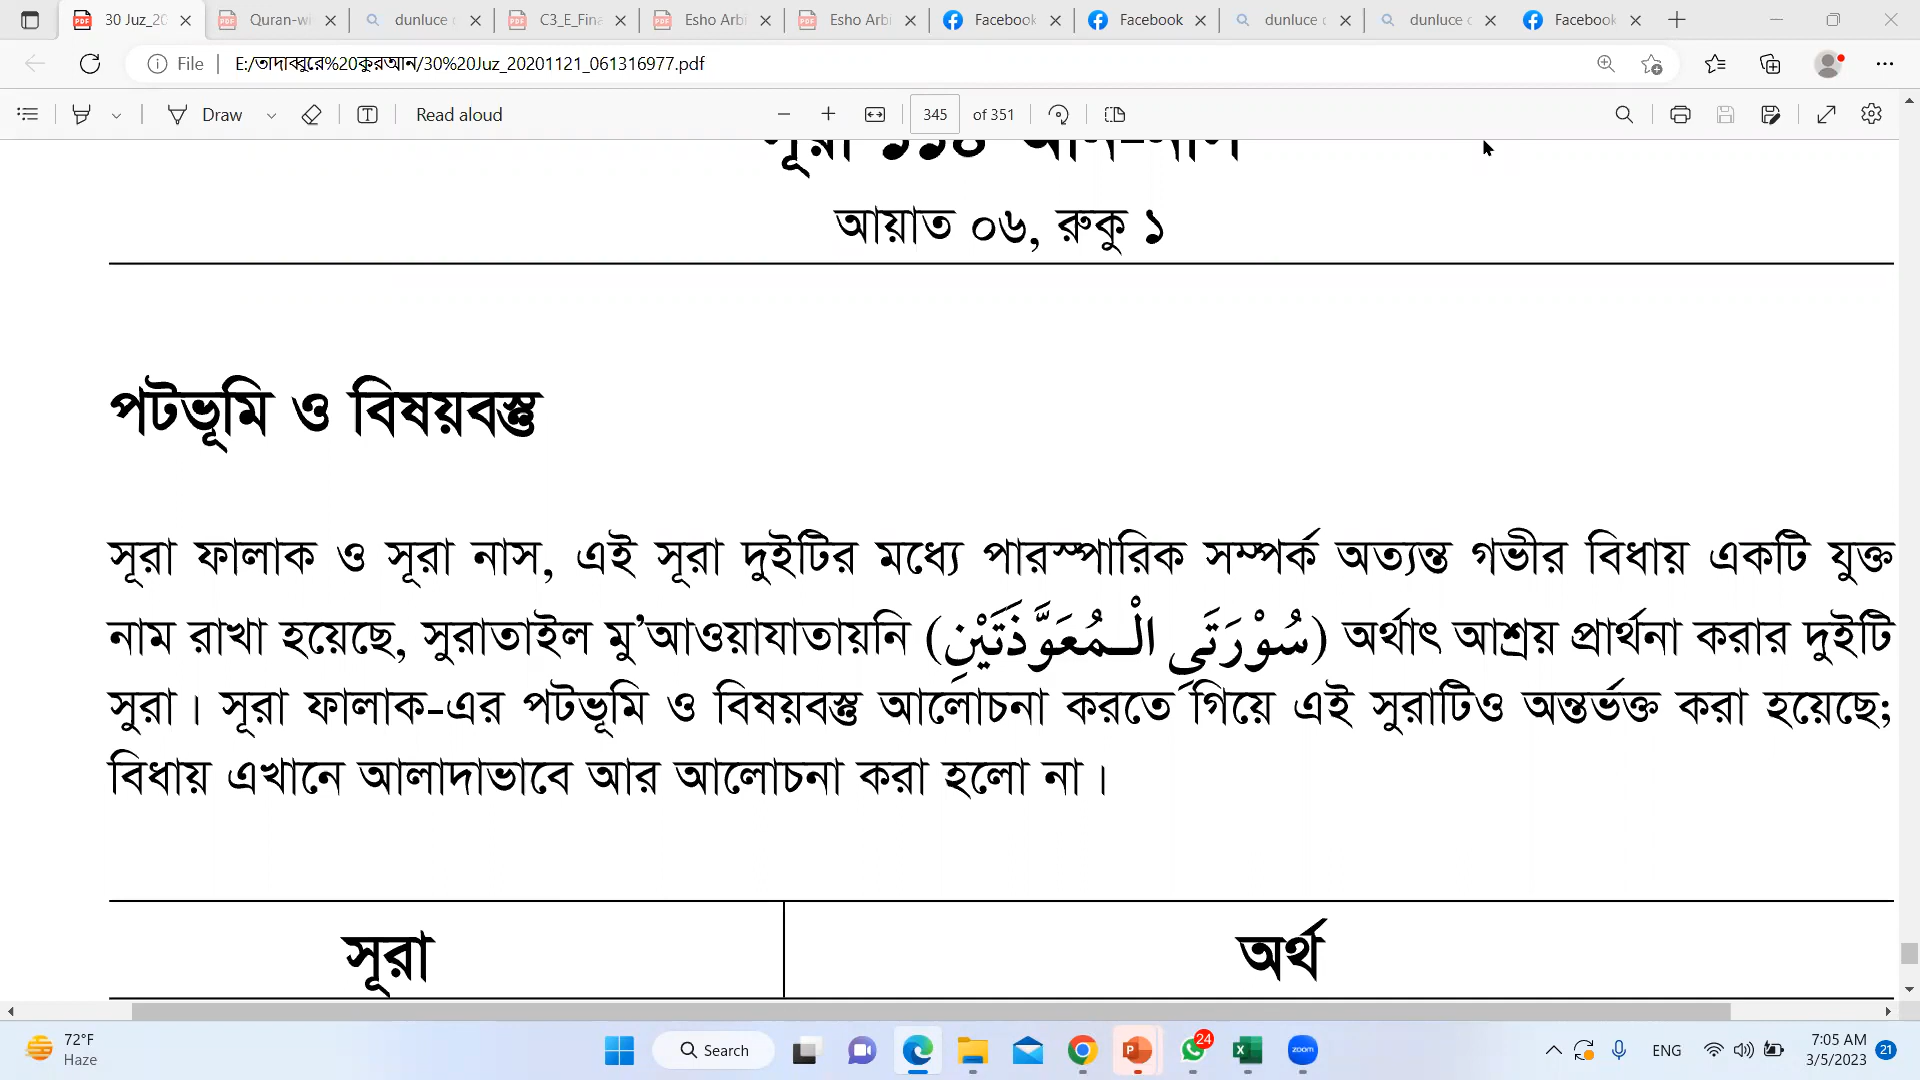 30 Juz_20
Quran-wi
dunluce c
C3_E_Fina
Esho Arbi
Esho Arbi
Facebook
Facebook
dunluce c
dunluce c
Facebook
File
E:/তাদাব্বুরে%20কুরআন/30%20Juz_20201121_061316977.pdf
Draw
Read aloud
345 of 351
সূরা ১১৪ আন-নাস
আয়াত ০৬, রুকু ১
পটভূমি ও বিষয়বস্তু
সূরা ফালাক ও সূরা নাস, এই সূরা দুইটির মধ্যে পারস্পারিক সম্পর্ক অত্যন্ত গভীর বিধায় একটি যুক্ত
নাম রাখা হয়েছে, সুরাতাইল মু'আওয়াযাতায়নি (سُوْرَتَيِ الْـمُعَوَّذَتَيْنِ) অর্থাৎ আশ্রয় প্রার্থনা করার দুইটি
সুরা। সূরা ফালাক-এর পটভূমি ও বিষয়বস্তু আলোচনা করতে গিয়ে এই সুরাটিও অন্তর্ভক্ত করা হয়েছে;
বিধায় এখানে আলাদাভাবে আর আলোচনা করা হলো না।
সূরা
অর্থ
72°F
Haze
Search
24
zoom
ENG
7:05 AM
3/5/2023
21